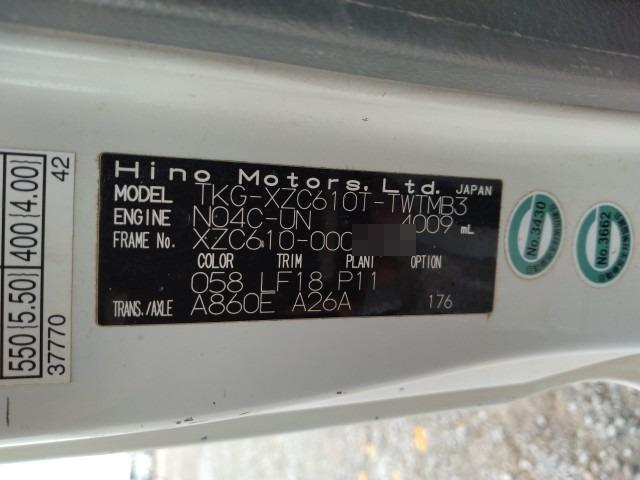 Hino Motors, Ltd. JAPAN
MODEL TKG-XZC610T-TWTMB3
ENGINE N04C-UN 4009 mL
FRAME No. XZC610-000
COLOR TRIM PLANT OPTION
058 LF18 P11
TRANS./AXLE A860E A26A 176
No.3430
No.3662
550 (5.50) 400 (4.00)
37770 42